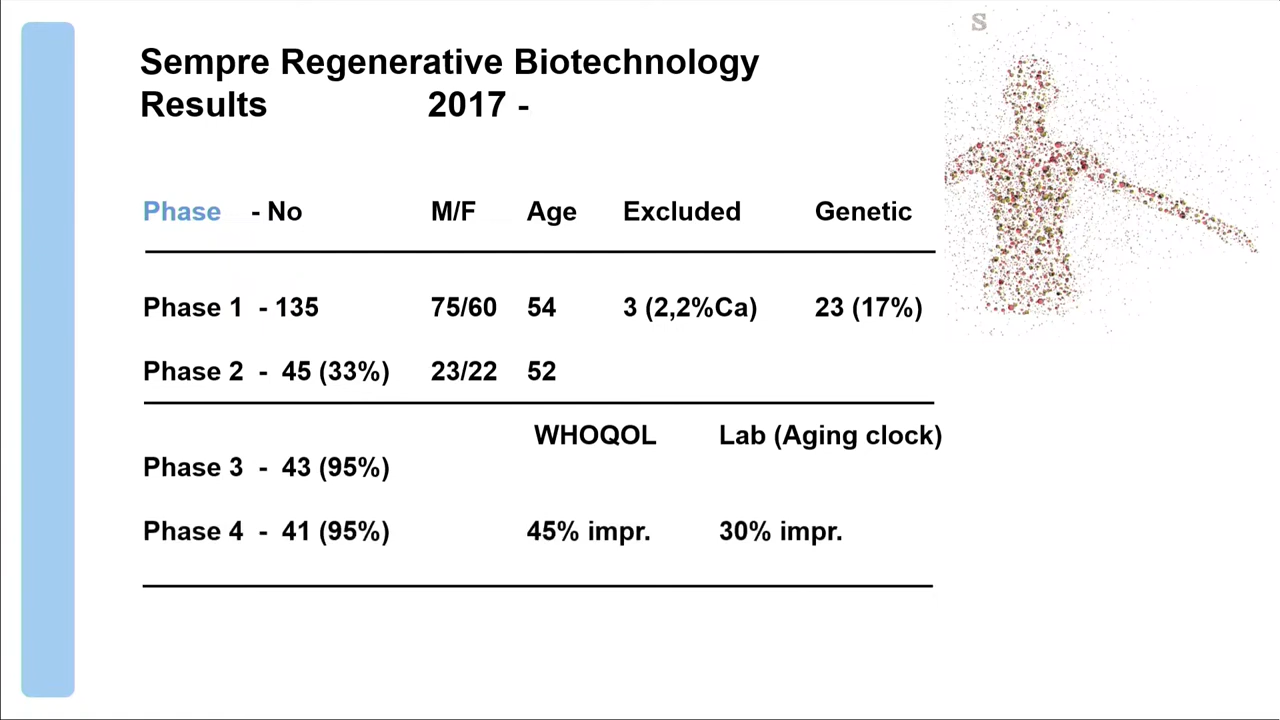 S
Sempre Regenerative Biotechnology
Results 2017 -
Phase - No M/F Age Excluded Genetic
Phase 1 - 135 75/60 54 3 (2,2%Ca) 23 (17%)
Phase 2 - 45 (33%) 23/22 52
WHOQOL Lab (Aging clock)
Phase 3 - 43 (95%)
Phase 4 - 41 (95%) 45% impr. 30% impr.